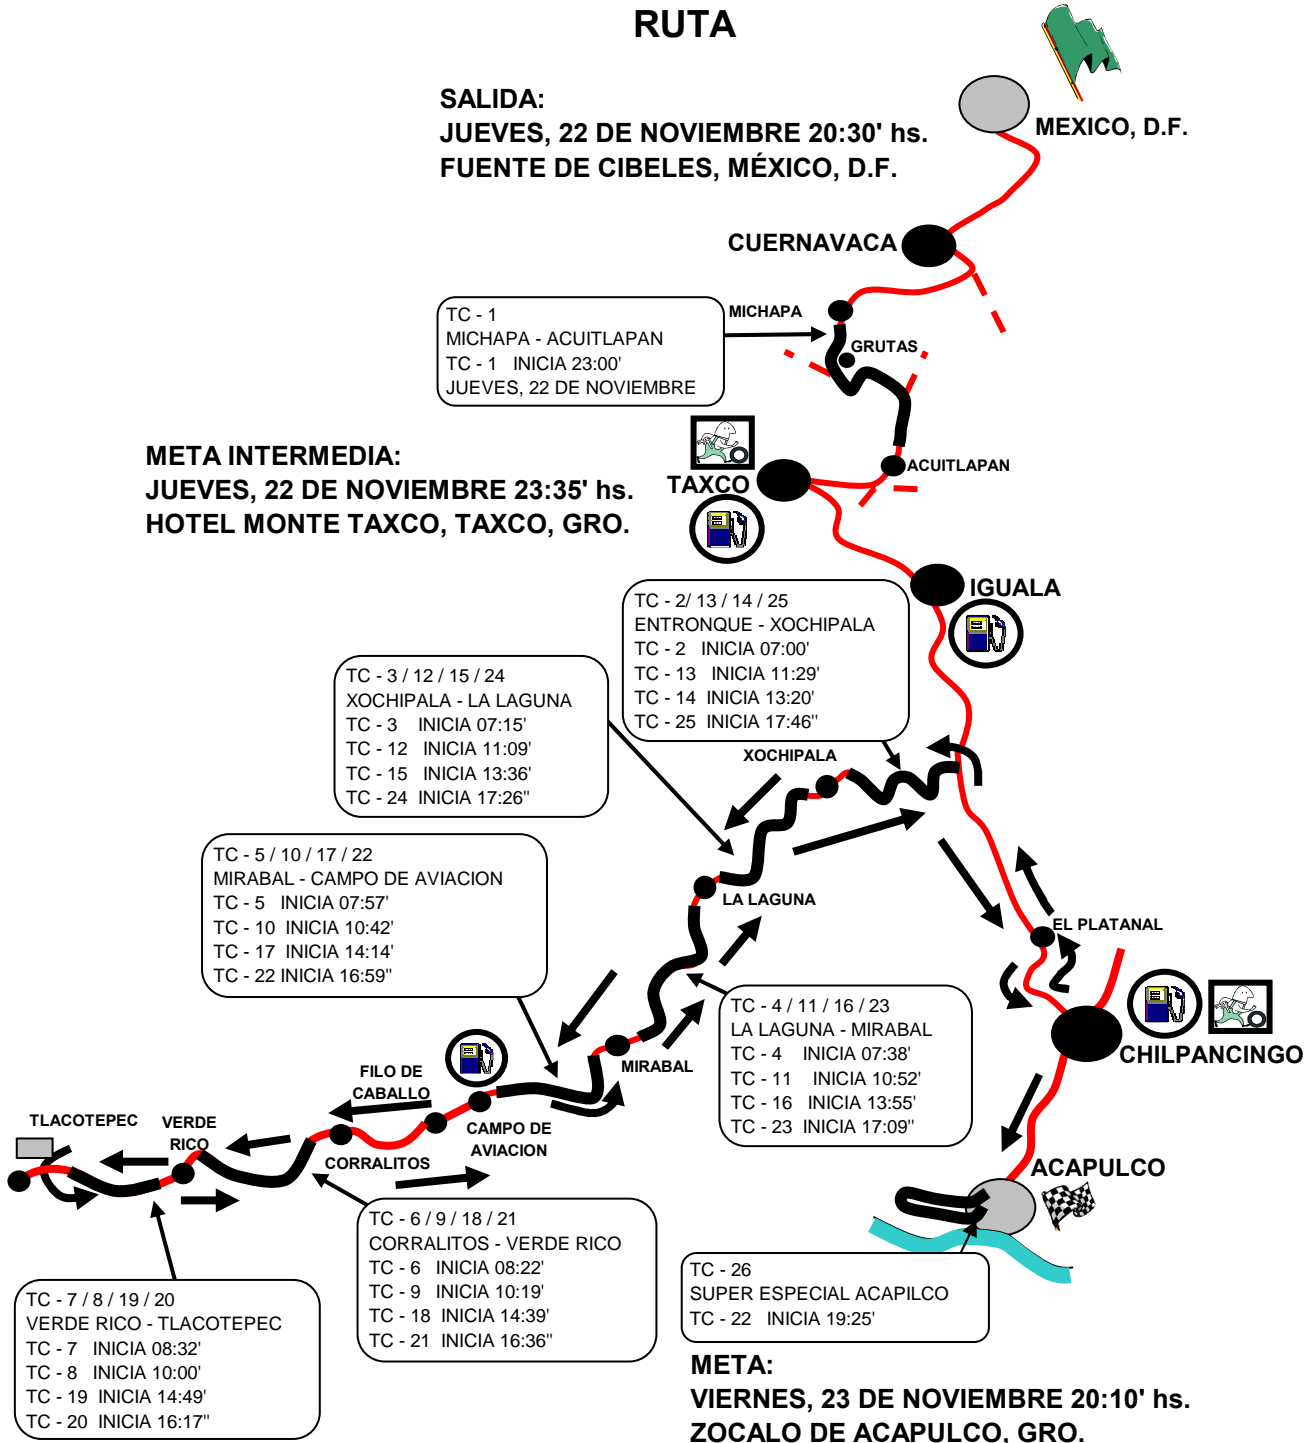 RUTA
SALIDA:
JUEVES, 22 DE NOVIEMBRE 20:30' hs.
FUENTE DE CIBELES, MÉXICO, D.F.
MEXICO, D.F.
CUERNAVACA
MICHAPA
TC - 1
MICHAPA - ACUITLAPAN
TC - 1   INICIA 23:00'
JUEVES, 22 DE NOVIEMBRE
GRUTAS
META INTERMEDIA:
JUEVES, 22 DE NOVIEMBRE 23:35' hs.
HOTEL MONTE TAXCO, TAXCO, GRO.
ACUITLAPAN
TAXCO
IGUALA
TC - 2/ 13 / 14 / 25
ENTRONQUE - XOCHIPALA
TC - 2   INICIA 07:00'
TC - 13   INICIA 11:29'
TC - 14  INICIA 13:20'
TC - 25  INICIA 17:46"
TC - 3 / 12 / 15 / 24
XOCHIPALA - LA LAGUNA
TC - 3    INICIA 07:15'
TC - 12   INICIA 11:09'
TC - 15   INICIA 13:36'
TC - 24  INICIA 17:26"
XOCHIPALA
TC - 5 / 10 / 17 / 22
MIRABAL - CAMPO DE AVIACION
TC - 5   INICIA 07:57'
TC - 10  INICIA 10:42'
TC - 17  INICIA 14:14'
TC - 22 INICIA 16:59"
LA LAGUNA
EL PLATANAL
TC - 4 / 11 / 16 / 23
LA LAGUNA - MIRABAL
TC - 4    INICIA 07:38'
TC - 11    INICIA 10:52'
TC - 16   INICIA 13:55'
TC - 23   INICIA 17:09"
CHILPANCINGO
MIRABAL
FILO DE
CABALLO
CAMPO DE
AVIACION
TLACOTEPEC
VERDE
RICO
CORRALITOS
ACAPULCO
TC - 6 / 9 / 18 / 21
CORRALITOS - VERDE RICO
TC - 6   INICIA 08:22'
TC - 9   INICIA 10:19'
TC - 18  INICIA 14:39'
TC - 21  INICIA 16:36"
TC - 26
SUPER ESPECIAL ACAPILCO
TC - 22   INICIA 19:25'
TC - 7 / 8 / 19 / 20
VERDE RICO - TLACOTEPEC
TC - 7   INICIA 08:32'
TC - 8   INICIA 10:00'
TC - 19  INICIA 14:49'
TC - 20  INICIA 16:17"
META:
VIERNES, 23 DE NOVIEMBRE 20:10' hs.
ZOCALO DE ACAPULCO, GRO.